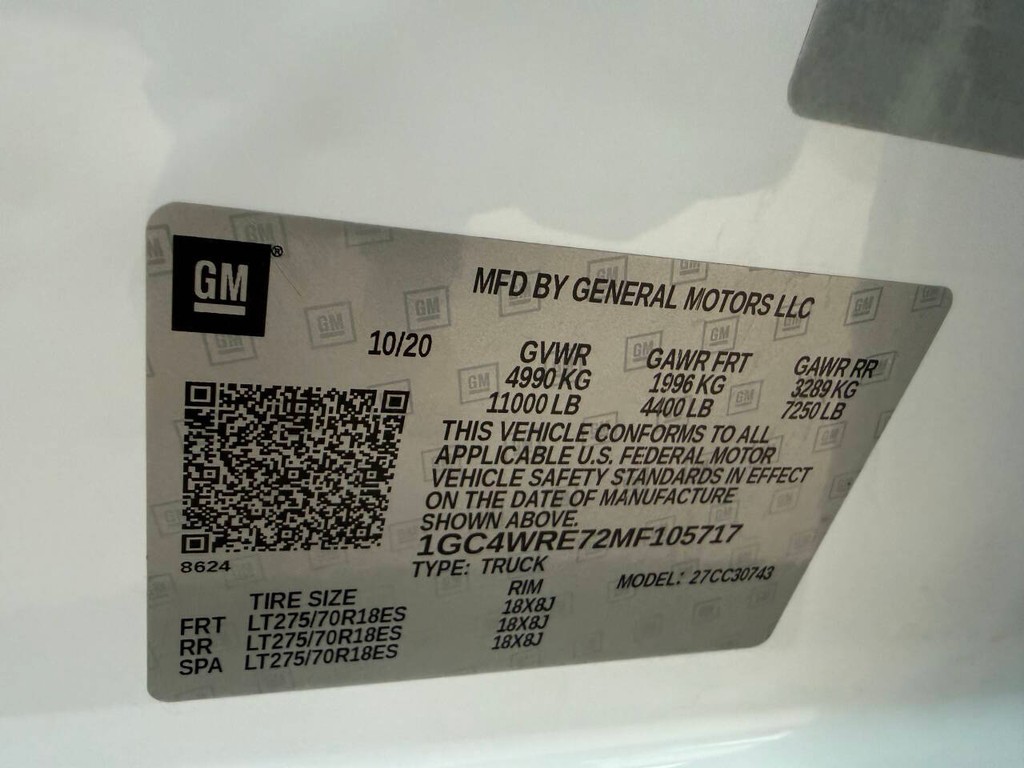 GM®
MFD BY GENERAL MOTORS LLC
10/20
GVWR GAWR FRT GAWR RR
4990 KG 1996 KG 3289 KG
11000 LB 4400 LB 7250 LB
THIS VEHICLE CONFORMS TO ALL
APPLICABLE U.S. FEDERAL MOTOR
VEHICLE SAFETY STANDARDS IN EFFECT
ON THE DATE OF MANUFACTURE
SHOWN ABOVE.
1GC4WRE72MF105717
8624
TYPE: TRUCK MODEL: 27CC30743
TIRE SIZE RIM
FRT LT275/70R18ES 18X8J
RR LT275/70R18ES 18X8J
SPA LT275/70R18ES 18X8J